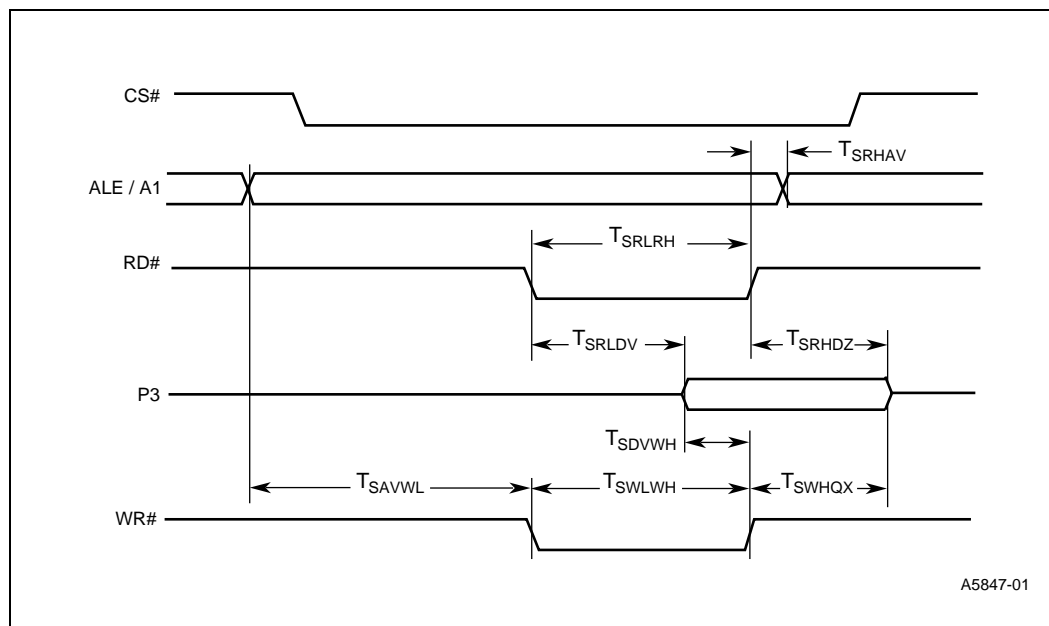 CS#
T_SRHAV
ALE / A1
T_SRLRH
RD#
T_SRLDV
T_SRHDZ
P3
T_SDVWH
T_SAVWL
T_SWLWH
T_SWHQX
WR#
A5847-01